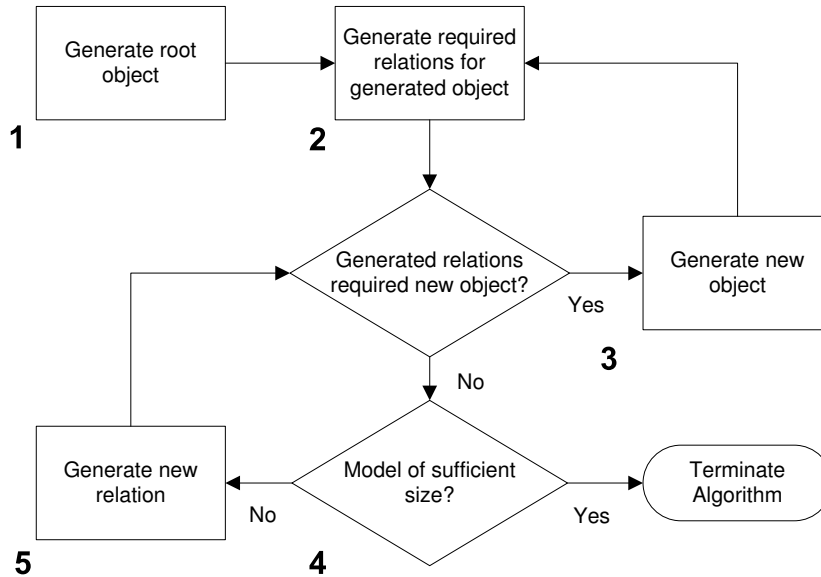 Generate root
object
1
Generate required
relations for
generated object
2
Generated relations
required new object?
Yes
Generate new
object
3
No
Generate new
relation
5
No
Model of sufficient
size?
4
Yes
Terminate
Algorithm